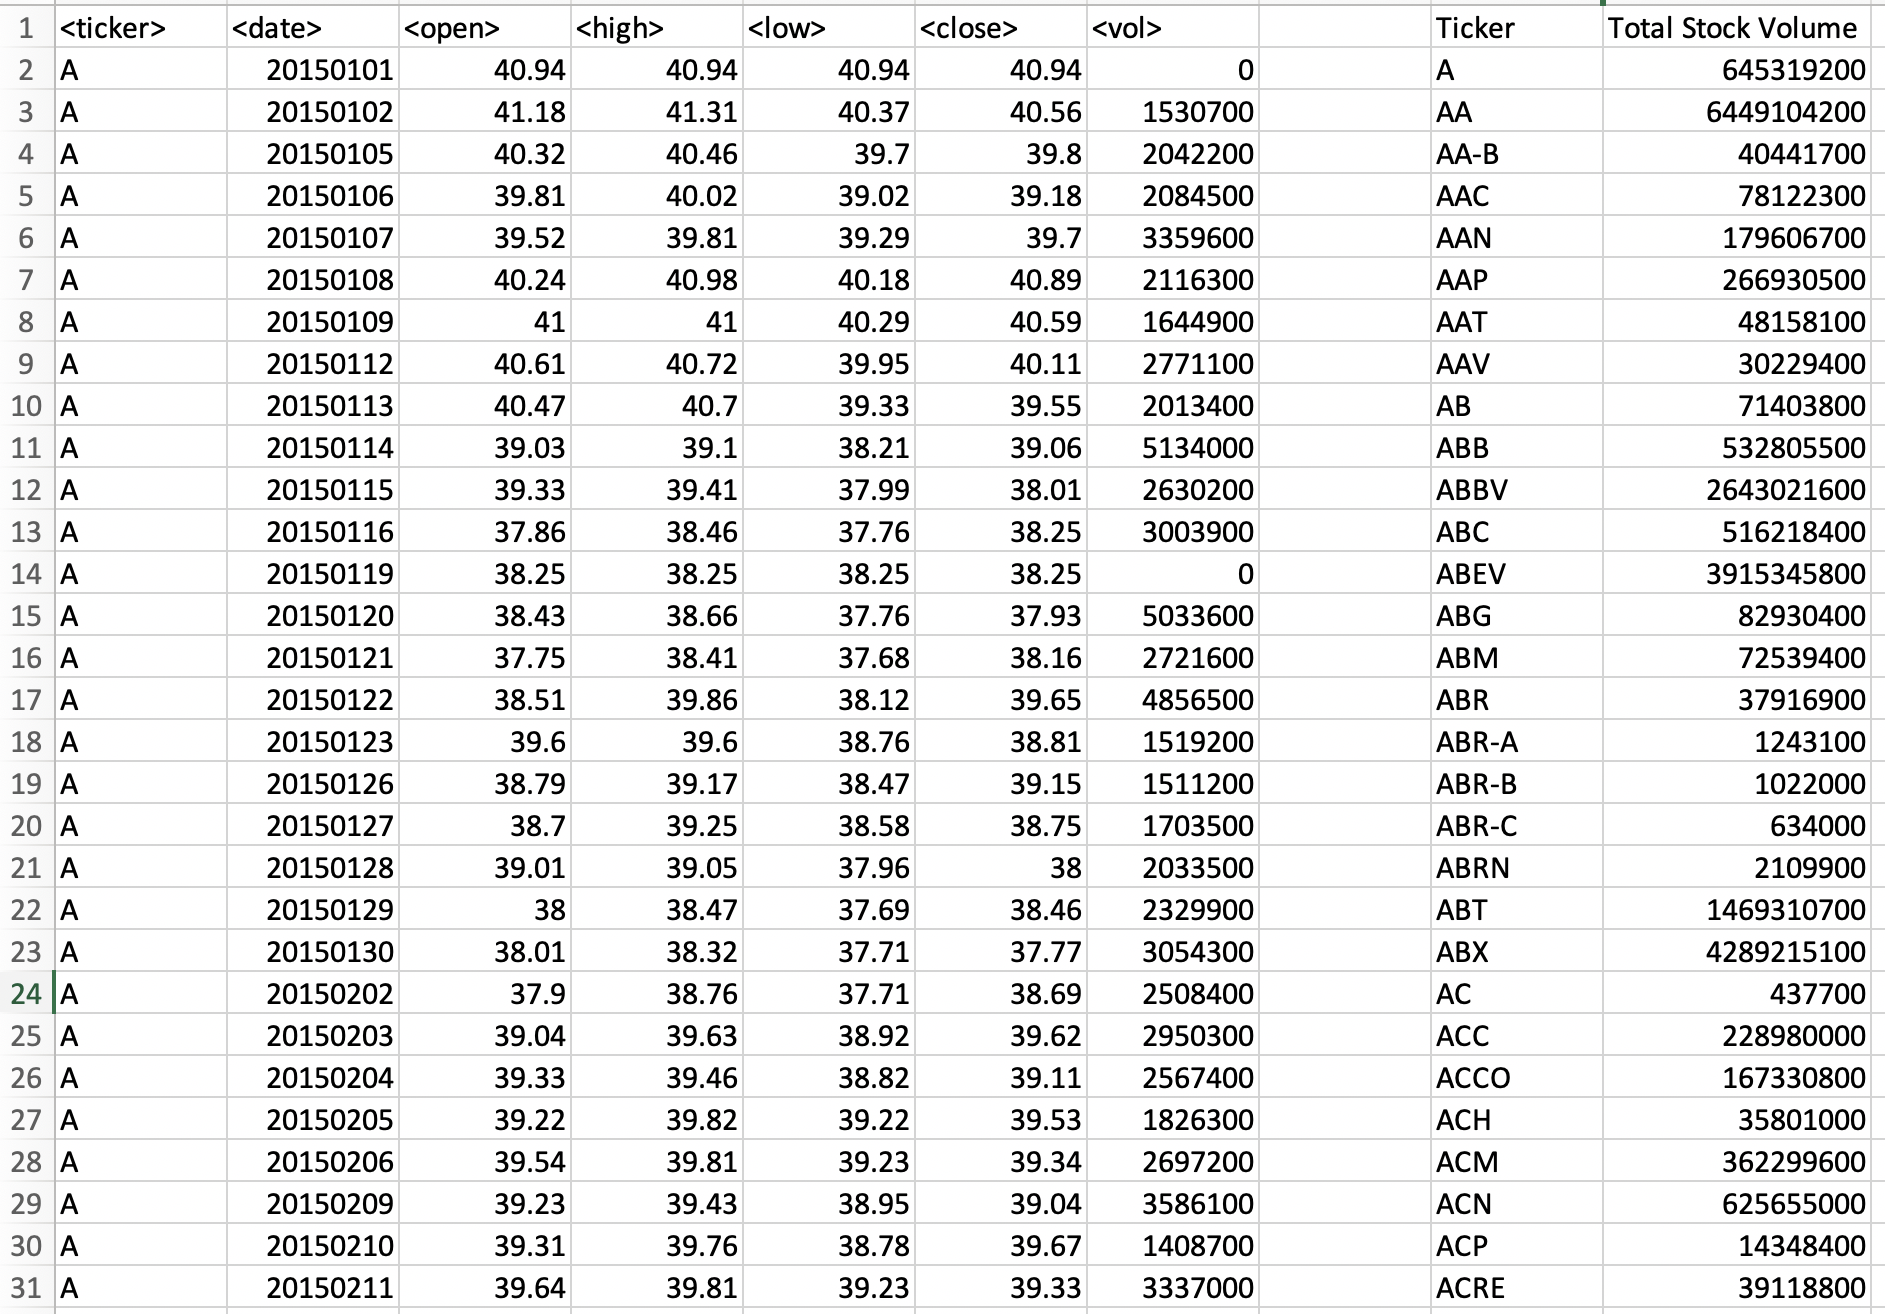 1 <ticker> <date> <open> <high> <low> <close> <vol> Ticker Total Stock Volume
2 A 20150101 40.94 40.94 40.94 40.94 0 A 645319200
3 A 20150102 41.18 41.31 40.37 40.56 1530700 AA 6449104200
4 A 20150105 40.32 40.46 39.7 39.8 2042200 AA-B 40441700
5 A 20150106 39.81 40.02 39.02 39.18 2084500 AAC 78122300
6 A 20150107 39.52 39.81 39.29 39.7 3359600 AAN 179606700
7 A 20150108 40.24 40.98 40.18 40.89 2116300 AAP 266930500
8 A 20150109 41 41 40.29 40.59 1644900 AAT 48158100
9 A 20150112 40.61 40.72 39.95 40.11 2771100 AAV 30229400
10 A 20150113 40.47 40.7 39.33 39.55 2013400 AB 71403800
11 A 20150114 39.03 39.1 38.21 39.06 5134000 ABB 532805500
12 A 20150115 39.33 39.41 37.99 38.01 2630200 ABBV 2643021600
13 A 20150116 37.86 38.46 37.76 38.25 3003900 ABC 516218400
14 A 20150119 38.25 38.25 38.25 38.25 0 ABEV 3915345800
15 A 20150120 38.43 38.66 37.76 37.93 5033600 ABG 82930400
16 A 20150121 37.75 38.41 37.68 38.16 2721600 ABM 72539400
17 A 20150122 38.51 39.86 38.12 39.65 4856500 ABR 37916900
18 A 20150123 39.6 39.6 38.76 38.81 1519200 ABR-A 1243100
19 A 20150126 38.79 39.17 38.47 39.15 1511200 ABR-B 1022000
20 A 20150127 38.7 39.25 38.58 38.75 1703500 ABR-C 634000
21 A 20150128 39.01 39.05 37.96 38 2033500 ABRN 2109900
22 A 20150129 38 38.47 37.69 38.46 2329900 ABT 1469310700
23 A 20150130 38.01 38.32 37.71 37.77 3054300 ABX 4289215100
24 A 20150202 37.9 38.76 37.71 38.69 2508400 AC 437700
25 A 20150203 39.04 39.63 38.92 39.62 2950300 ACC 228980000
26 A 20150204 39.33 39.46 38.82 39.11 2567400 ACCO 167330800
27 A 20150205 39.22 39.82 39.22 39.53 1826300 ACH 35801000
28 A 20150206 39.54 39.81 39.23 39.34 2697200 ACM 362299600
29 A 20150209 39.23 39.43 38.95 39.04 3586100 ACN 625655000
30 A 20150210 39.31 39.76 38.78 39.67 1408700 ACP 14348400
31 A 20150211 39.64 39.81 39.23 39.33 3337000 ACRE 39118800